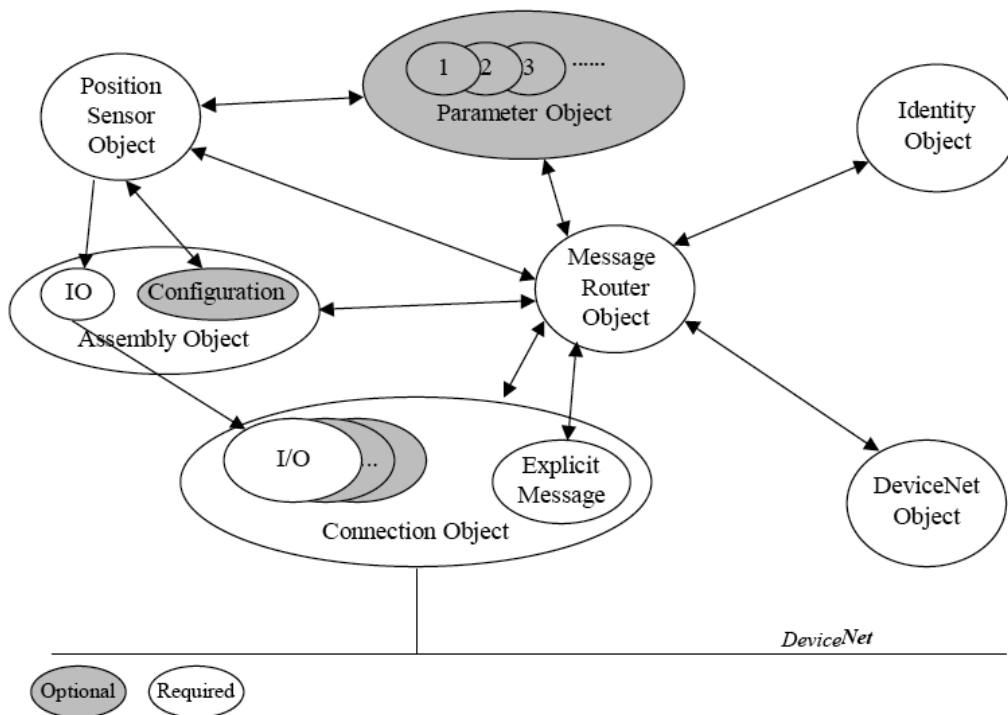 Position
Sensor
Object
1 2 3 ......
Parameter Object
Identity
Object
Message
Router
Object
IO
Configuration
Assembly Object
I/O
...
Explicit
Message
Connection Object
DeviceNet
Object
DeviceNet
Optional
Required